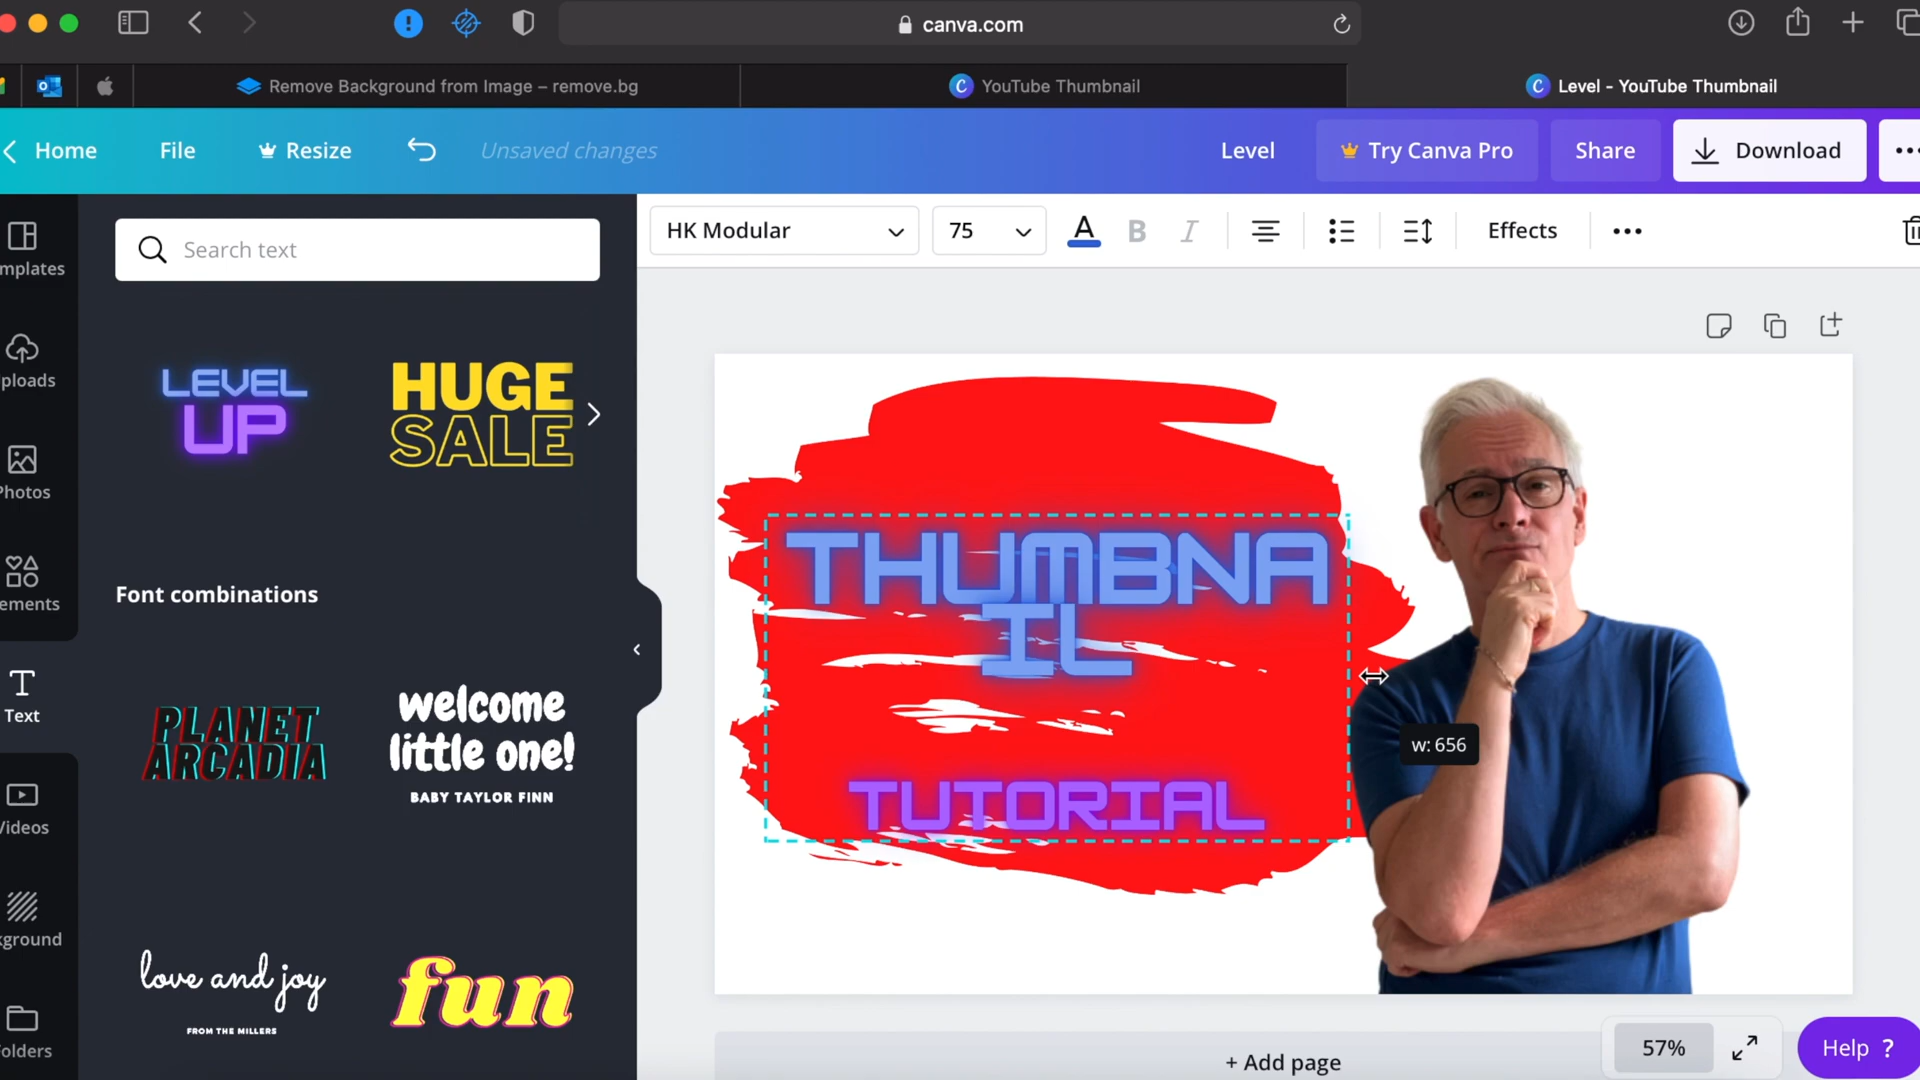 canva.com
Remove Background from Image – remove.bg
YouTube Thumbnail
Level - YouTube Thumbnail
Home
File
Resize
Unsaved changes
Level
Try Canva Pro
Share
Download
HK Modular
75
A
B
I
Effects
Search text
mplates
ploads
Photos
ements
Text
Videos
kground
olders
LEVEL
UP
HUGE
SALE
Font combinations
PLANET
ARCADIA
welcome
little one!
BABY TAYLOR FINN
love and joy
FROM THE MILLERS
fun
THUMBNA
IL
TUTORIAL
w: 656
+ Add page
57%
Help ?